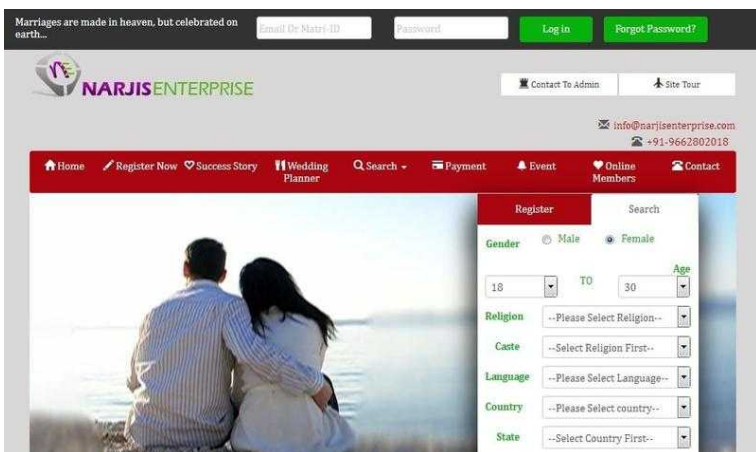 Marriages are made in heaven, but celebrated on
earth...
Email Or Matri-ID
Password
Log in
Forgot Password?
NARJISENTERPRISE
Contact To Admin
Site Tour
info@narjisenterprise.com
+91-9662802018
Home
Register Now
Success Story
Wedding
Planner
Search
Payment
Event
Online
Members
Contact
Register
Search
Gender
Male
Female
Age
18
TO
30
Religion
--Please Select Religion--
Caste
--Select Religion First--
Language
--Please Select Language--
Country
--Please Select country--
State
--Select Country First--